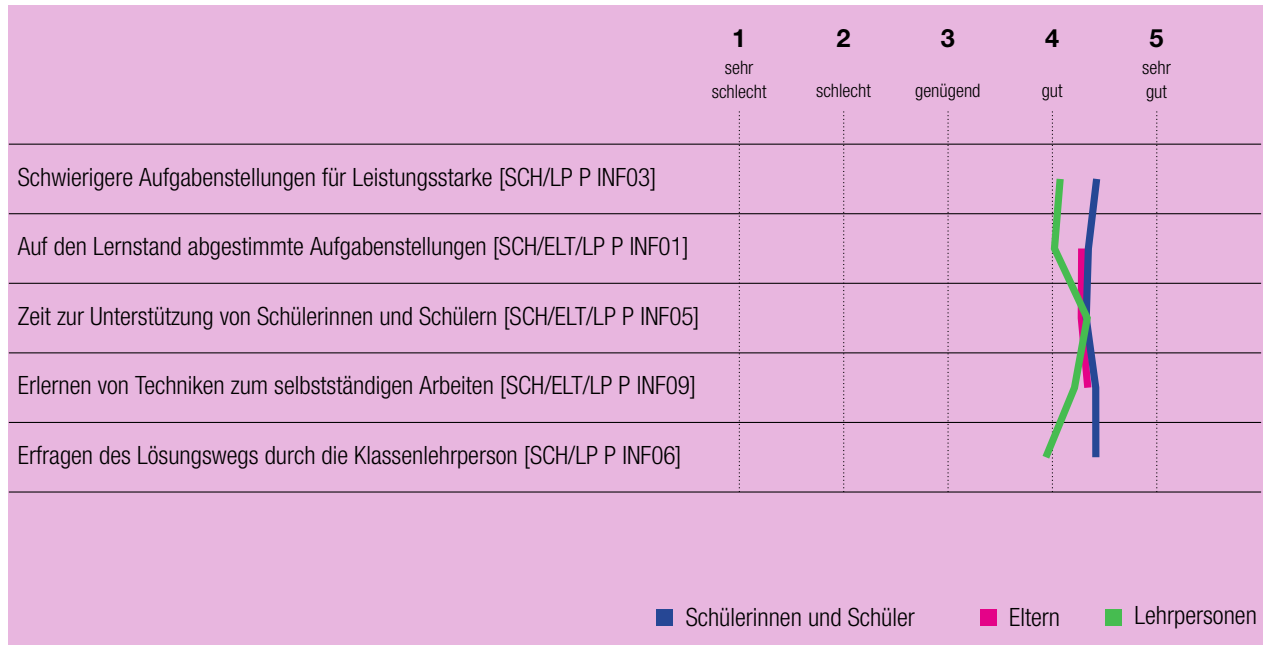 1 2 3 4 5
sehr schlecht schlecht genügend gut sehr gut
Schwierigere Aufgabenstellungen für Leistungsstarke [SCH/LP P INF03]
Auf den Lernstand abgestimmte Aufgabenstellungen [SCH/ELT/LP P INF01]
Zeit zur Unterstützung von Schülerinnen und Schülern [SCH/ELT/LP P INF05]
Erlernen von Techniken zum selbstständigen Arbeiten [SCH/ELT/LP P INF09]
Erfragen des Lösungswegs durch die Klassenlehrperson [SCH/LP P INF06]
Schülerinnen und Schüler Eltern Lehrpersonen